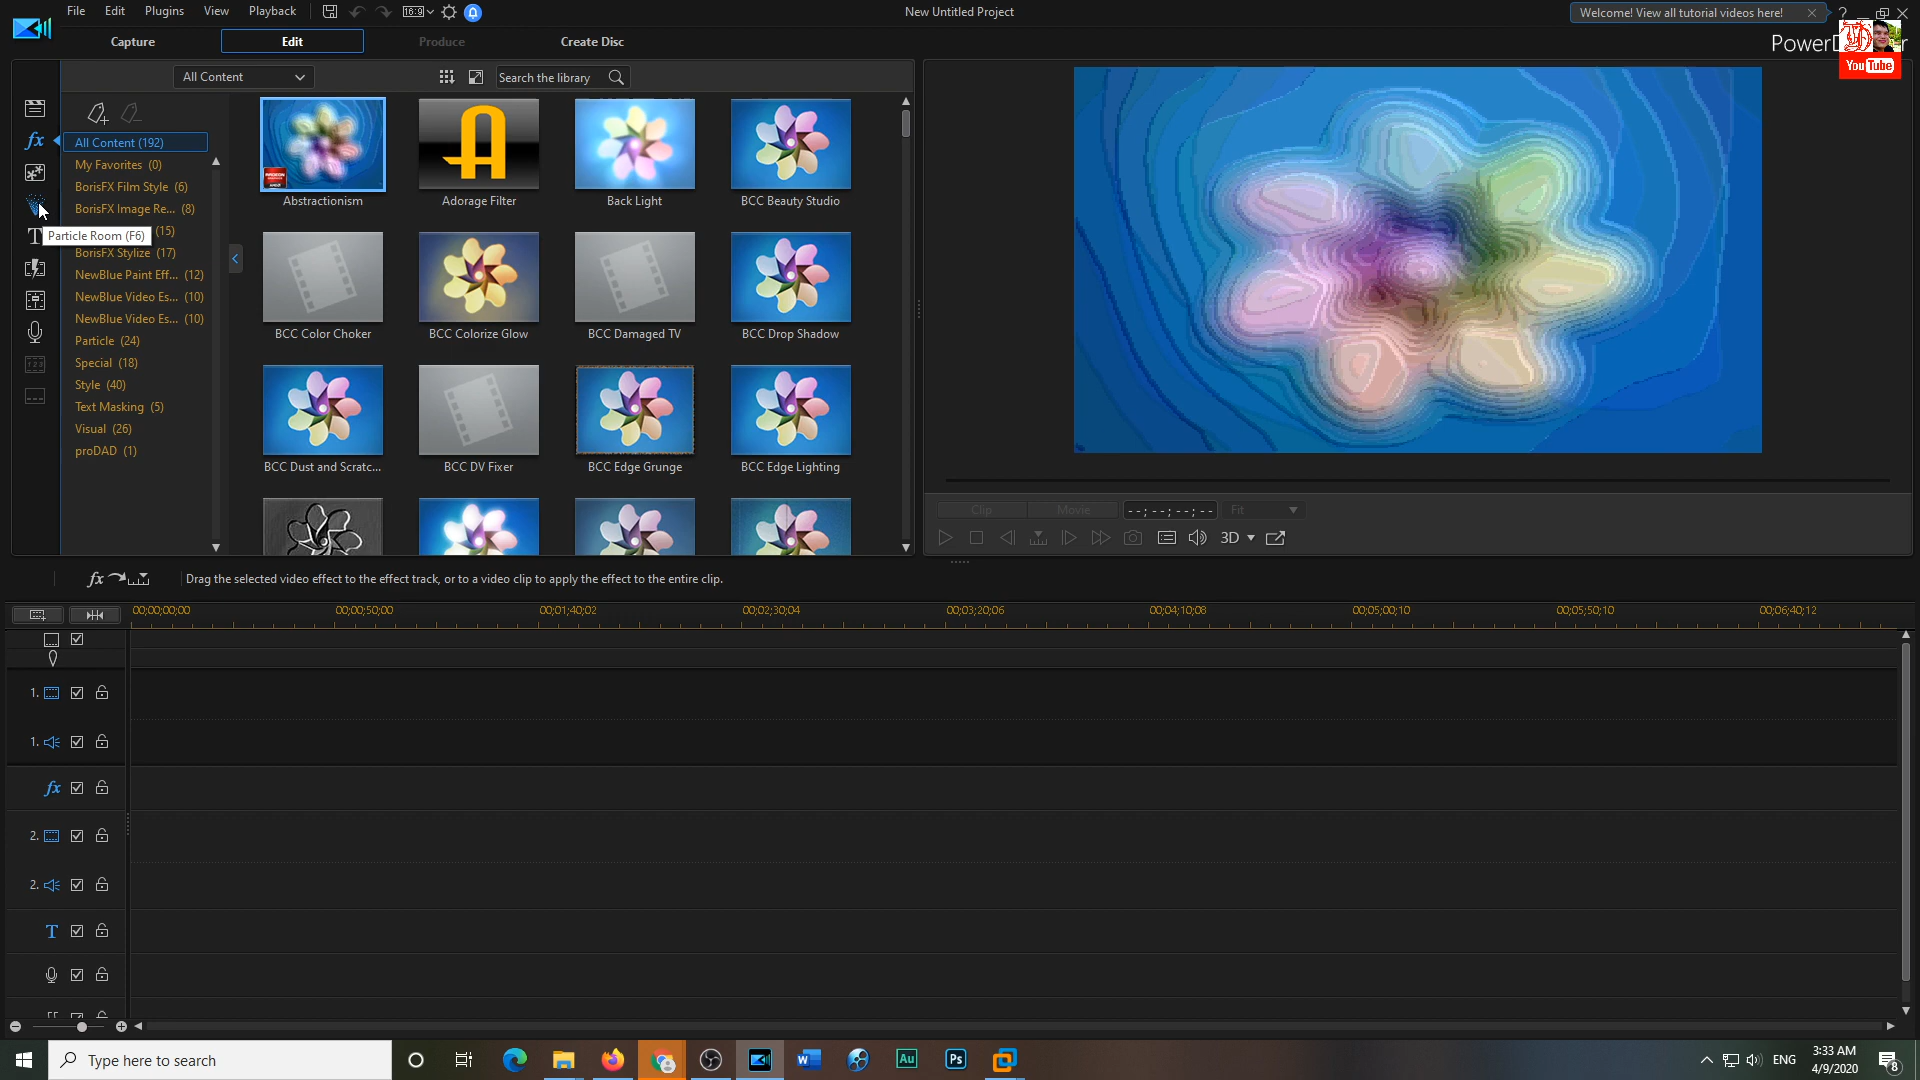 File Edit Plugins View Playback 16:9 New Untitled Project Welcome! View all tutorial videos here! ?
Capture Edit Produce Create Disc
YouTube
All Content Search the library
fx All Content (192)
My Favorites (0)
BorisFX Film Style (6)
BorisFX Image Re... (8)
(15)
Particle Room (F6)
T
BorisFX Stylize (17)
NewBlue Paint Eff... (12)
NewBlue Video Es... (10)
NewBlue Video Es... (10)
Particle (24)
Special (18)
Style (40)
Text Masking (5)
Visual (26)
proDAD (1)
A
Abstractionism Adorage Filter Back Light BCC Beauty Studio
BCC Color Choker BCC Colorize Glow BCC Damaged TV BCC Drop Shadow
BCC Dust and Scratc... BCC DV Fixer BCC Edge Grunge BCC Edge Lighting
Clip Movie --;--;--;-- Fit
3D
fx Drag the selected video effect to the effect track, or to a video clip to apply the effect to the entire clip.
00;00;00;00 00;00;50;00 00;01;40;02 00;02;30;04 00;03;20;06 00;04;10;08 00;05;00;10 00;05;50;10 00;06;40;12
1.
1.
fx
2.
2.
T
Type here to search W Au Ps ENG 3:33 AM
4/9/2020 8